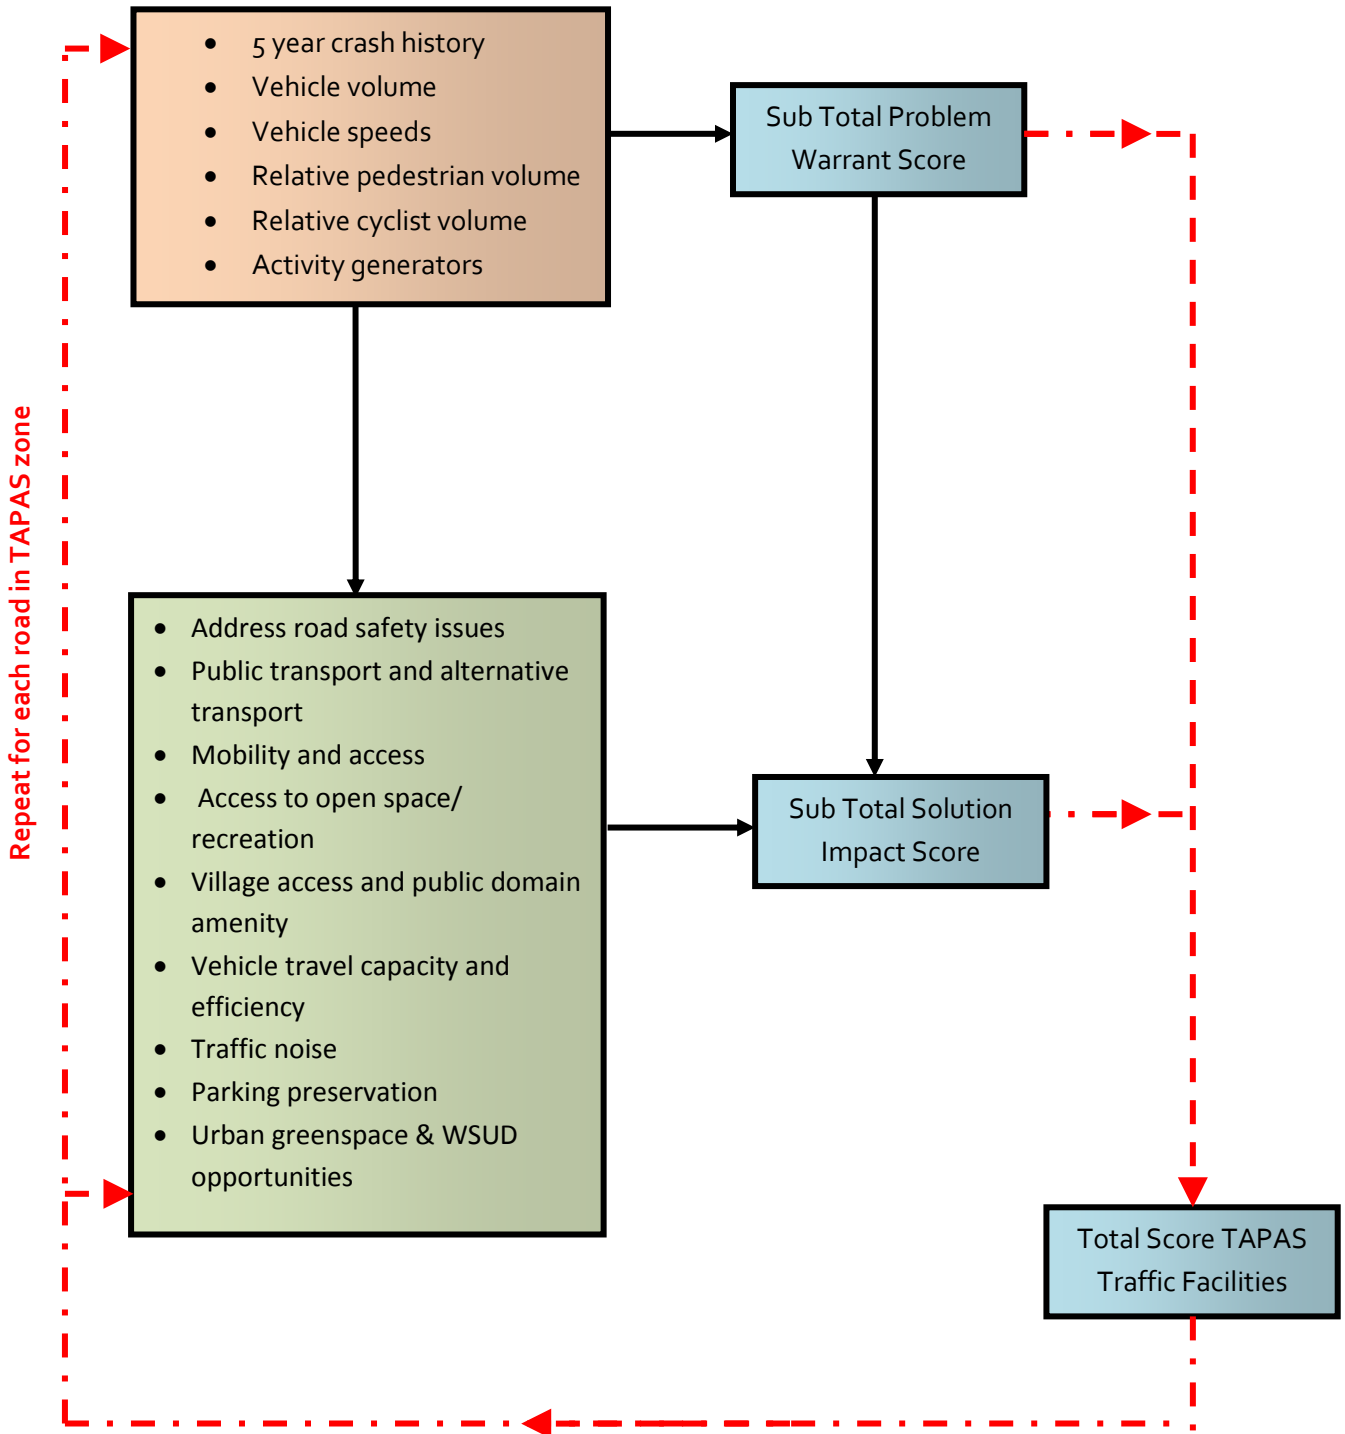 5 year crash history
Vehicle volume
Vehicle speeds
Relative pedestrian volume
Relative cyclist volume
Activity generators
Sub Total Problem
Warrant Score
Repeat for each road in TAPAS zone
Address road safety issues
Public transport and alternative
transport
Mobility and access
Access to open space/
recreation
Village access and public domain
amenity
Vehicle travel capacity and
efficiency
Traffic noise
Parking preservation
Urban greenspace & WSUD
opportunities
Sub Total Solution
Impact Score
Total Score TAPAS
Traffic Facilities